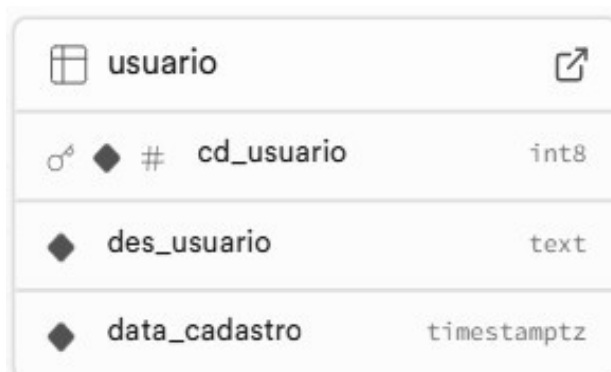 usuario
# cd_usuario int8
des_usuario text
data_cadastro timestamptz